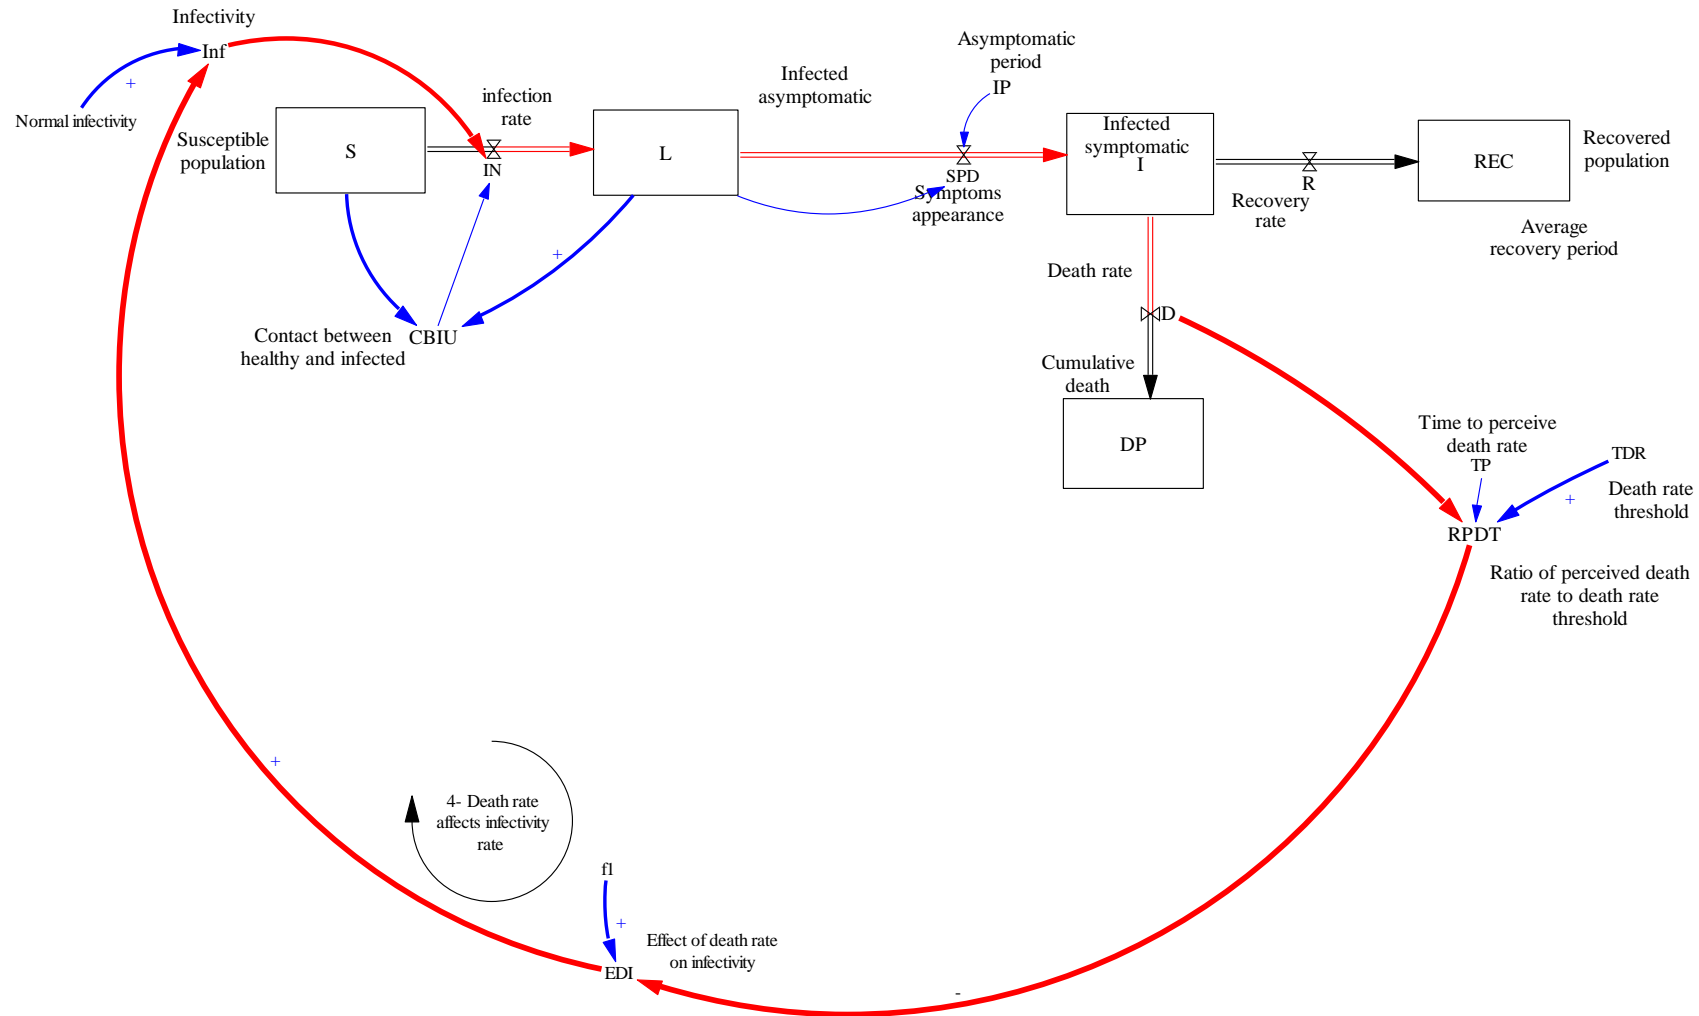 Infectivity
Inf
+
Normal infectivity
Susceptible
population
S
infection
rate
IN
L
Infected
asymptomatic
Asymptomatic
period
IP
SPD
Symptoms
appearance
Infected
symptomatic
I
Recovery
rate
R
REC
Recovered
population
Average
recovery period
+
Contact between
healthy and infected
CBIU
Death rate
D
Cumulative
death
DP
Time to perceive
death rate
TP
TDR
+
Death rate
threshold
RPDT
Ratio of perceived death
rate to death rate
threshold
+
4- Death rate
affects infectivity
rate
f1
+
Effect of death rate
on infectivity
EDI
-